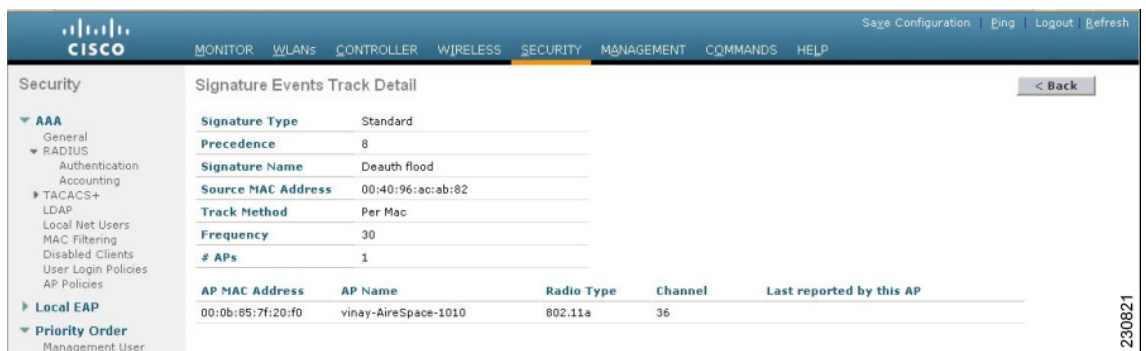 Save Configuration | Ping | Logout | Refresh
CISCO
MONITOR WLANs CONTROLLER WIRELESS SECURITY MANAGEMENT COMMANDS HELP
Security
AAA
General
RADIUS
Authentication
Accounting
TACACS+
LDAP
Local Net Users
MAC Filtering
Disabled Clients
User Login Policies
AP Policies
Local EAP
Priority Order
Management User
Signature Events Track Detail
< Back
Signature Type Standard
Precedence 8
Signature Name Deauth flood
Source MAC Address 00:40:96:ac:ab:82
Track Method Per Mac
Frequency 30
# APs 1
AP MAC Address AP Name Radio Type Channel Last reported by this AP
00:0b:85:7f:20:f0 vinay-AireSpace-1010 802.11a 36
230821